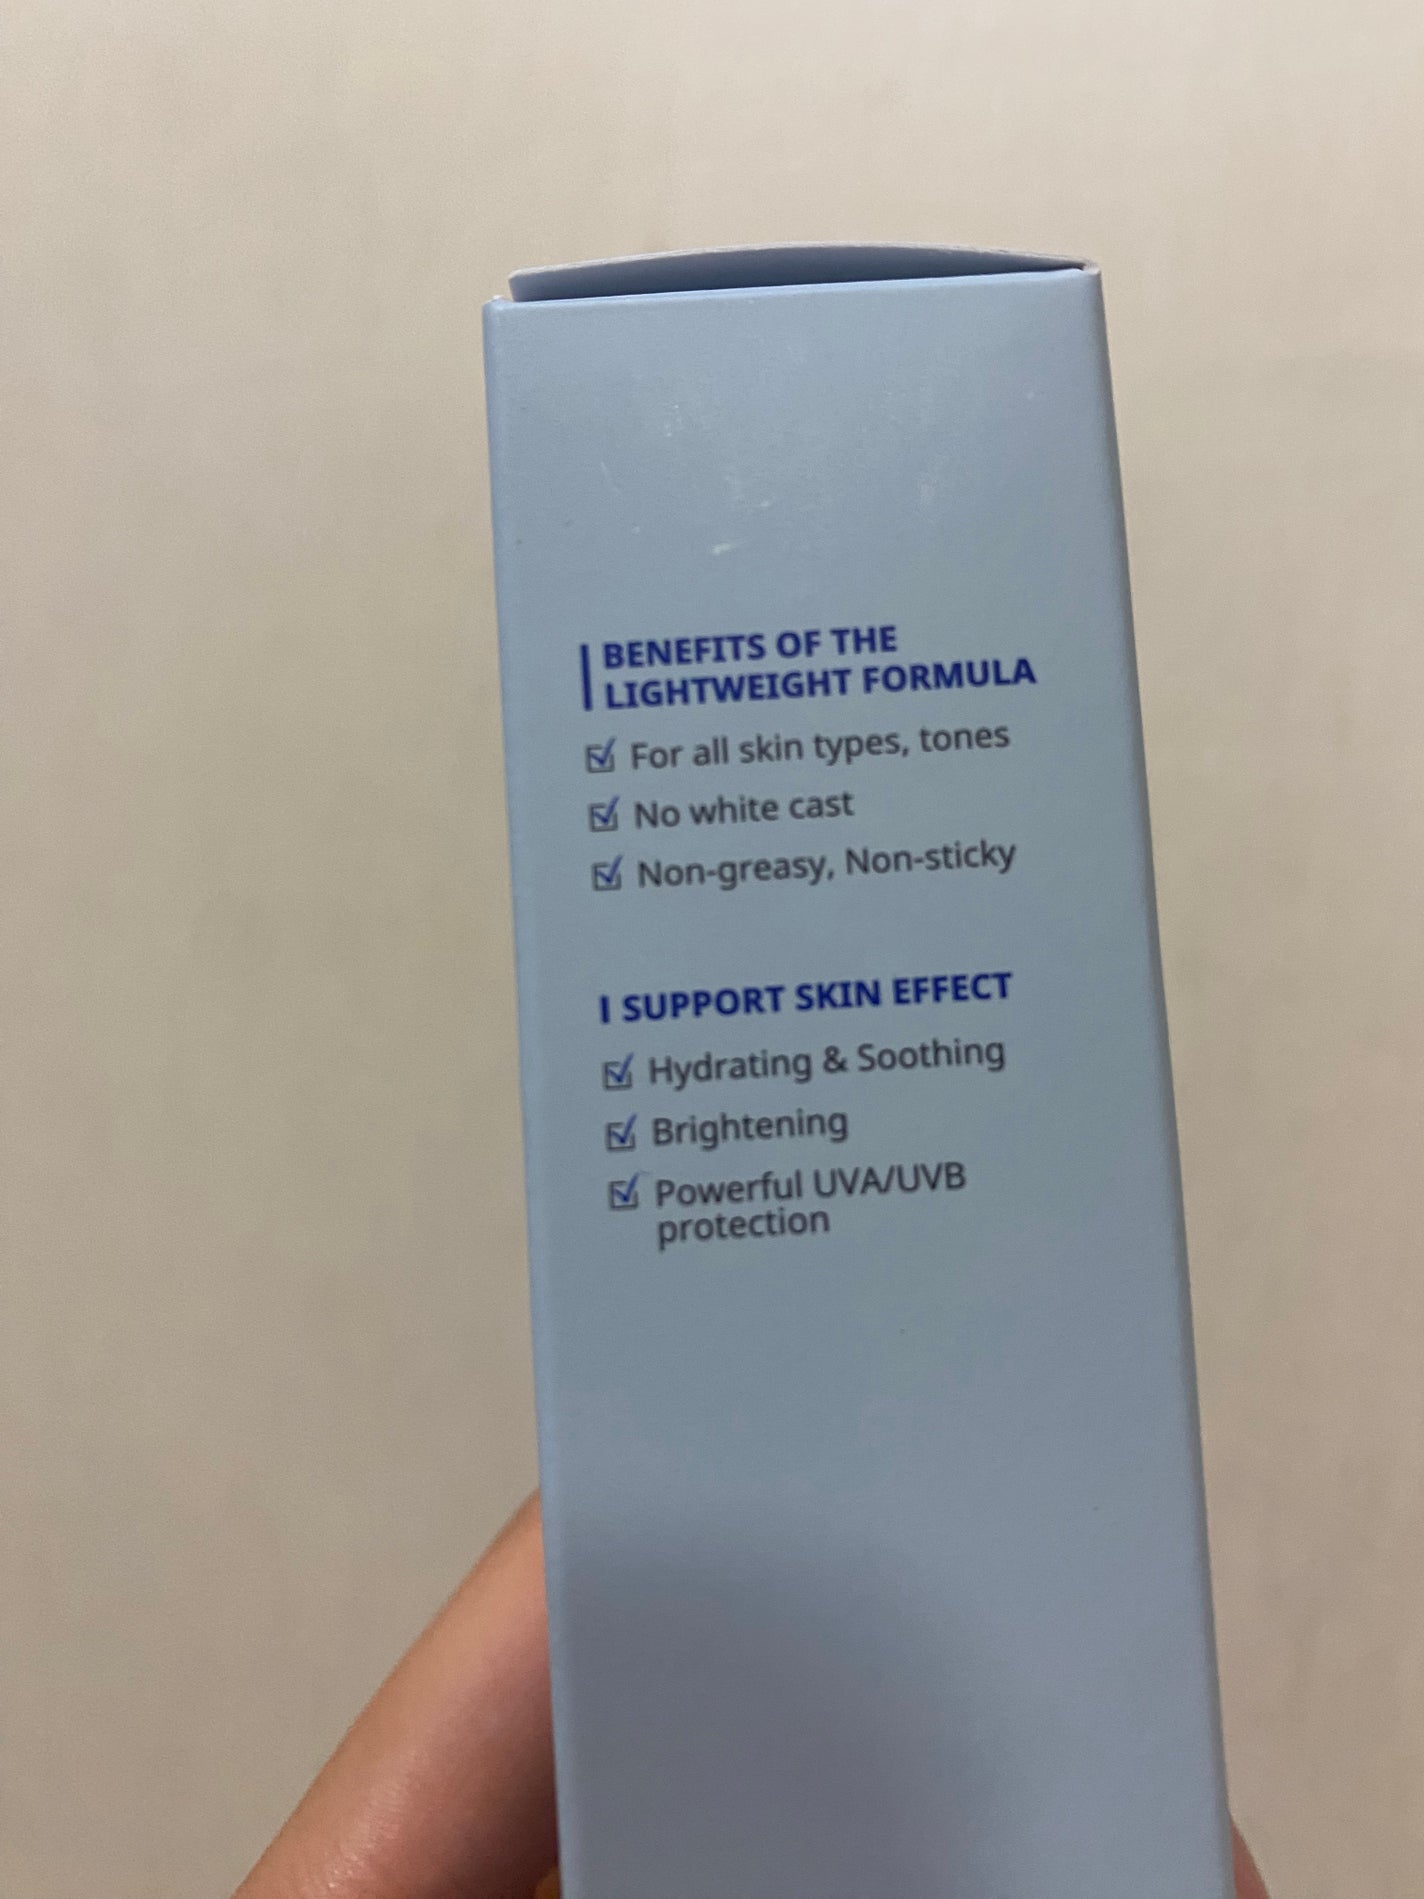 BENEFITS OF THE
LIGHTWEIGHT FORMULA
For all skin types, tones
No white cast
Non-greasy, Non-sticky
SUPPORT SKIN EFFECT
Hydrating & Soothing
Brightening
Powerful UVA/UVB
protection